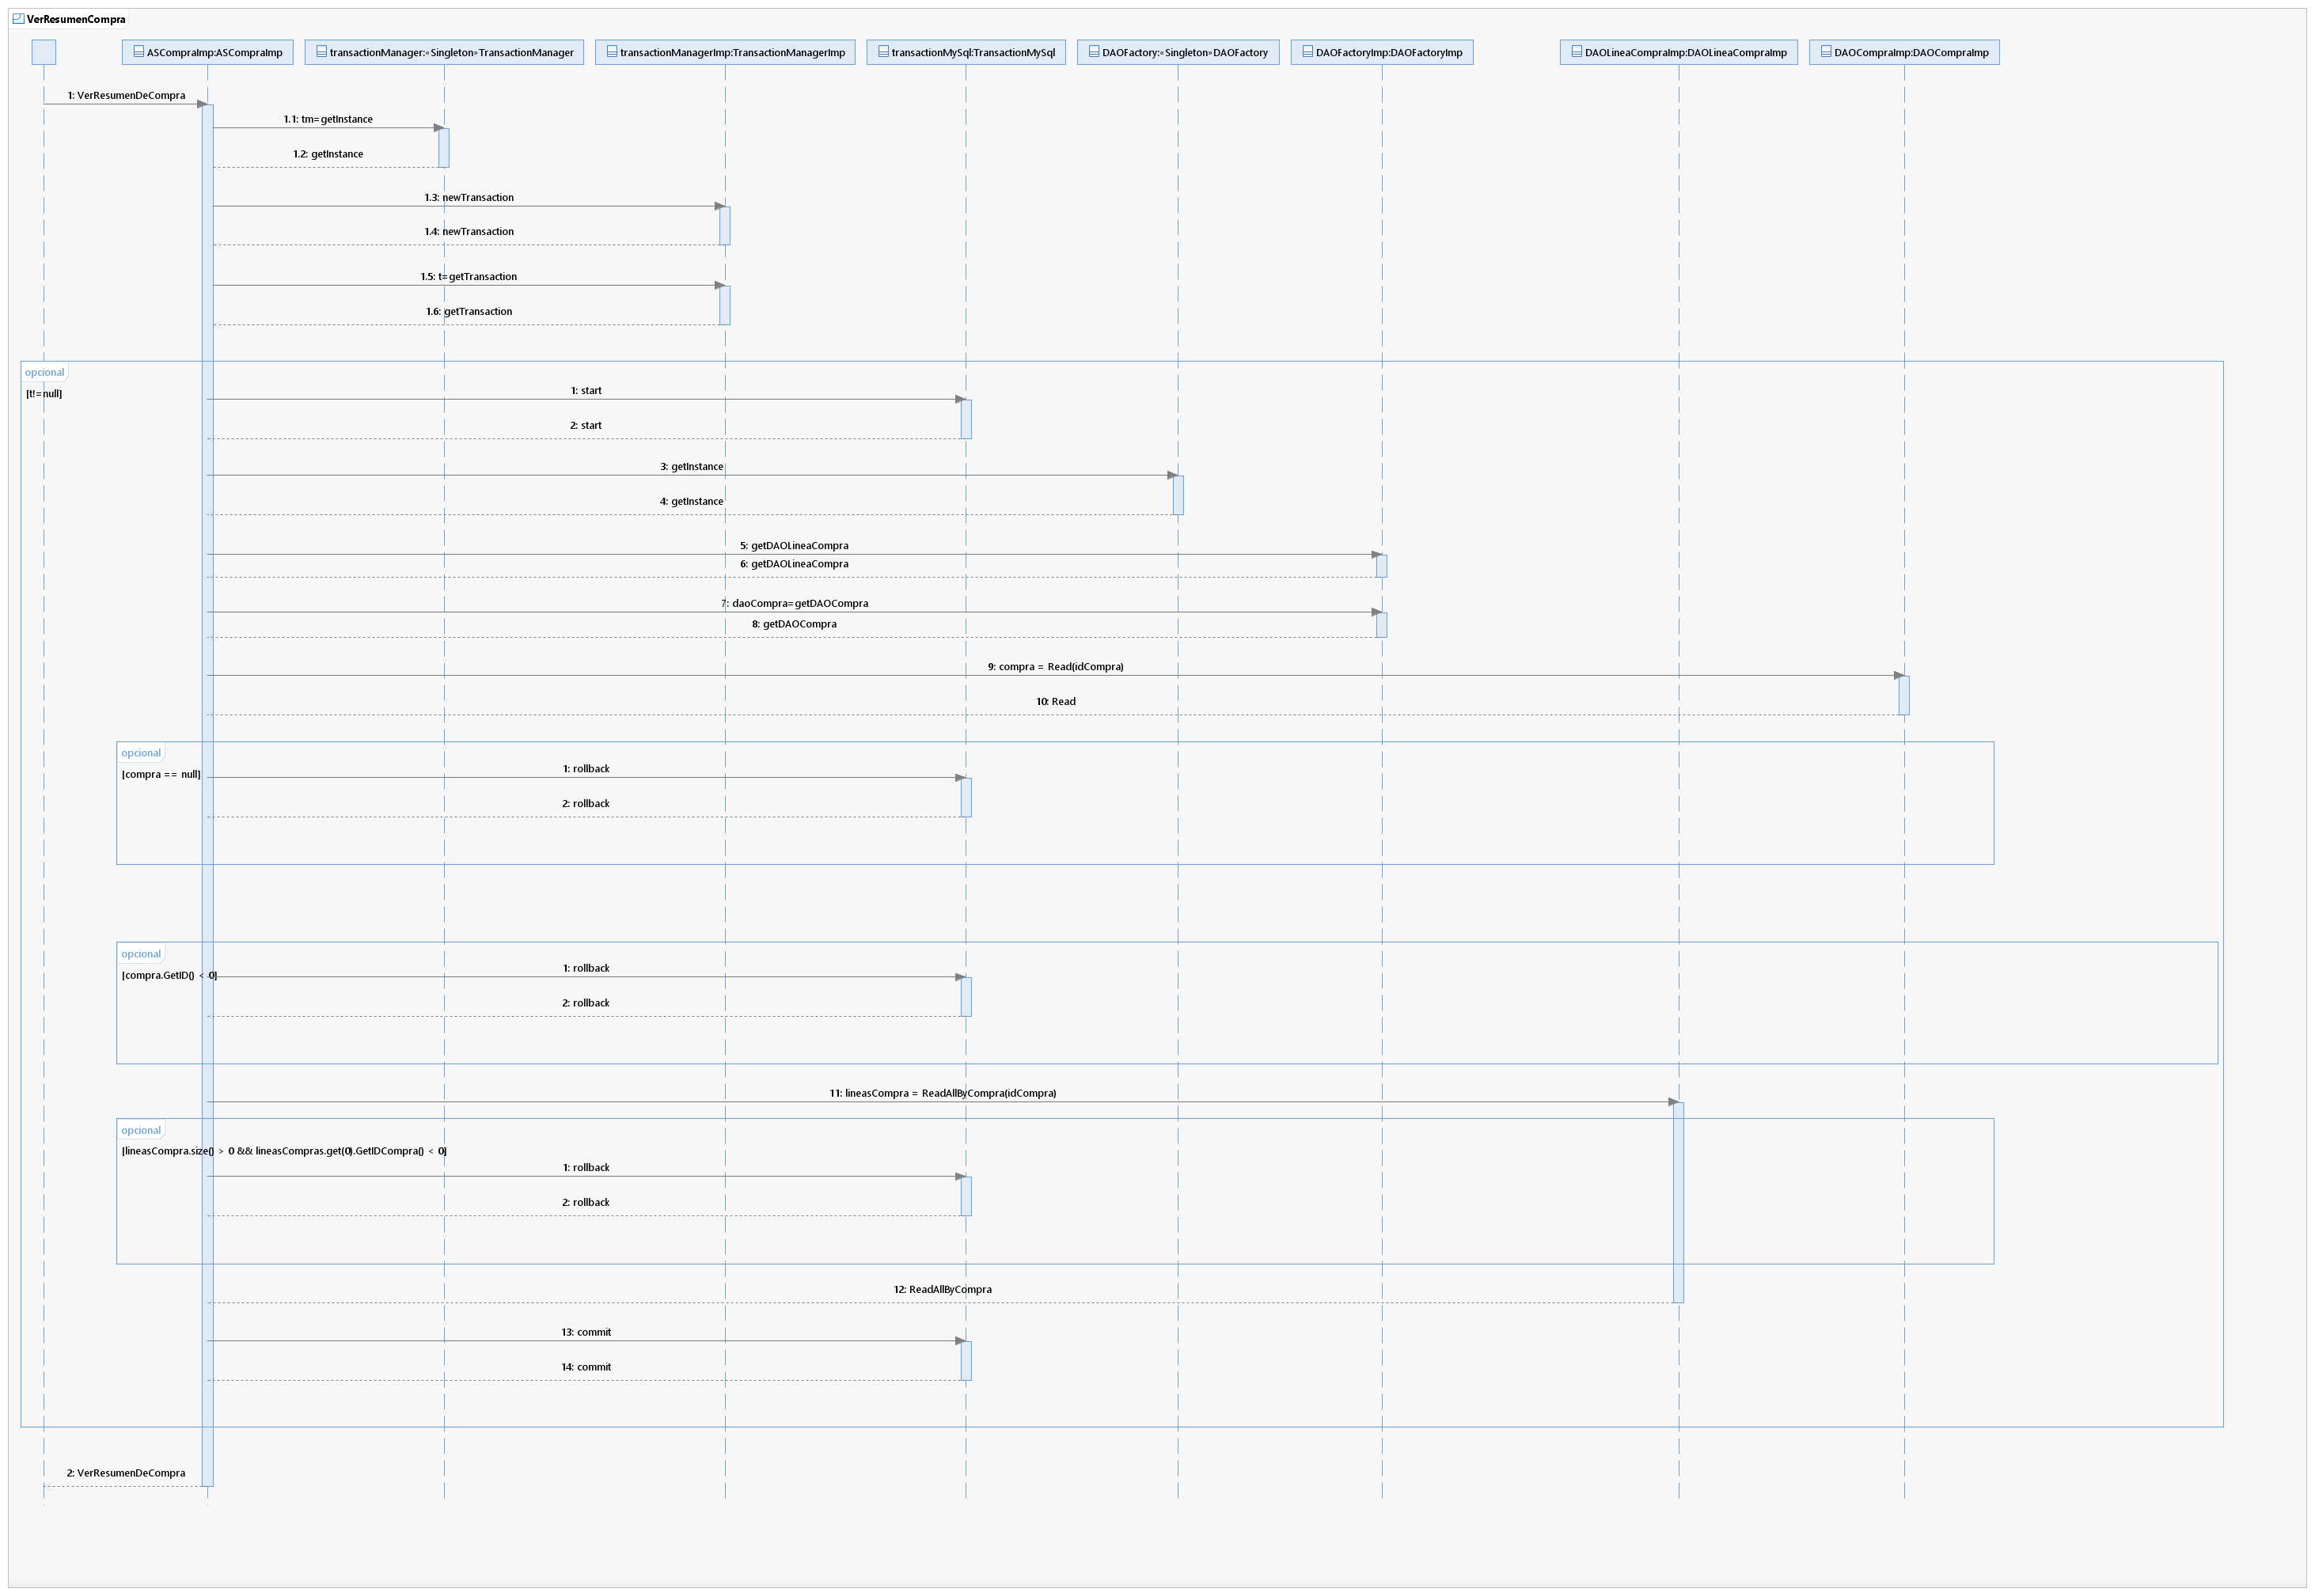 VerResumenCompra
ASCompraImp:ASCompraImp
transactionManager:«Singleton»TransactionManager
transactionManagerImp:TransactionManagerImp
transactionMySql:TransactionMySql
DAOFactory:«Singleton»DAOFactory
DAOFactoryImp:DAOFactoryImp
DAOLineaCompraImp:DAOLineaCompraImp
DAOCompraImp:DAOCompraImp
1: VerResumenDeCompra
1.1: tm=getInstance
1.2: getInstance
1.3: newTransaction
1.4: newTransaction
1.5: t=getTransaction
1.6: getTransaction
opcional
[t!=null]
1: start
2: start
3: getInstance
4: getInstance
5: getDAOLineaCompra
6: getDAOLineaCompra
7: daoCompra=getDAOCompra
8: getDAOCompra
9: compra = Read(idCompra)
10: Read
opcional
[compra == null]
1: rollback
2: rollback
opcional
[compra.GetID() < 0]
1: rollback
2: rollback
11: lineasCompra = ReadAllByCompra(idCompra)
opcional
[lineasCompra.size() > 0 && lineasCompras.get(0).GetIDCompra() < 0]
1: rollback
2: rollback
12: ReadAllByCompra
13: commit
14: commit
2: VerResumenDeCompra